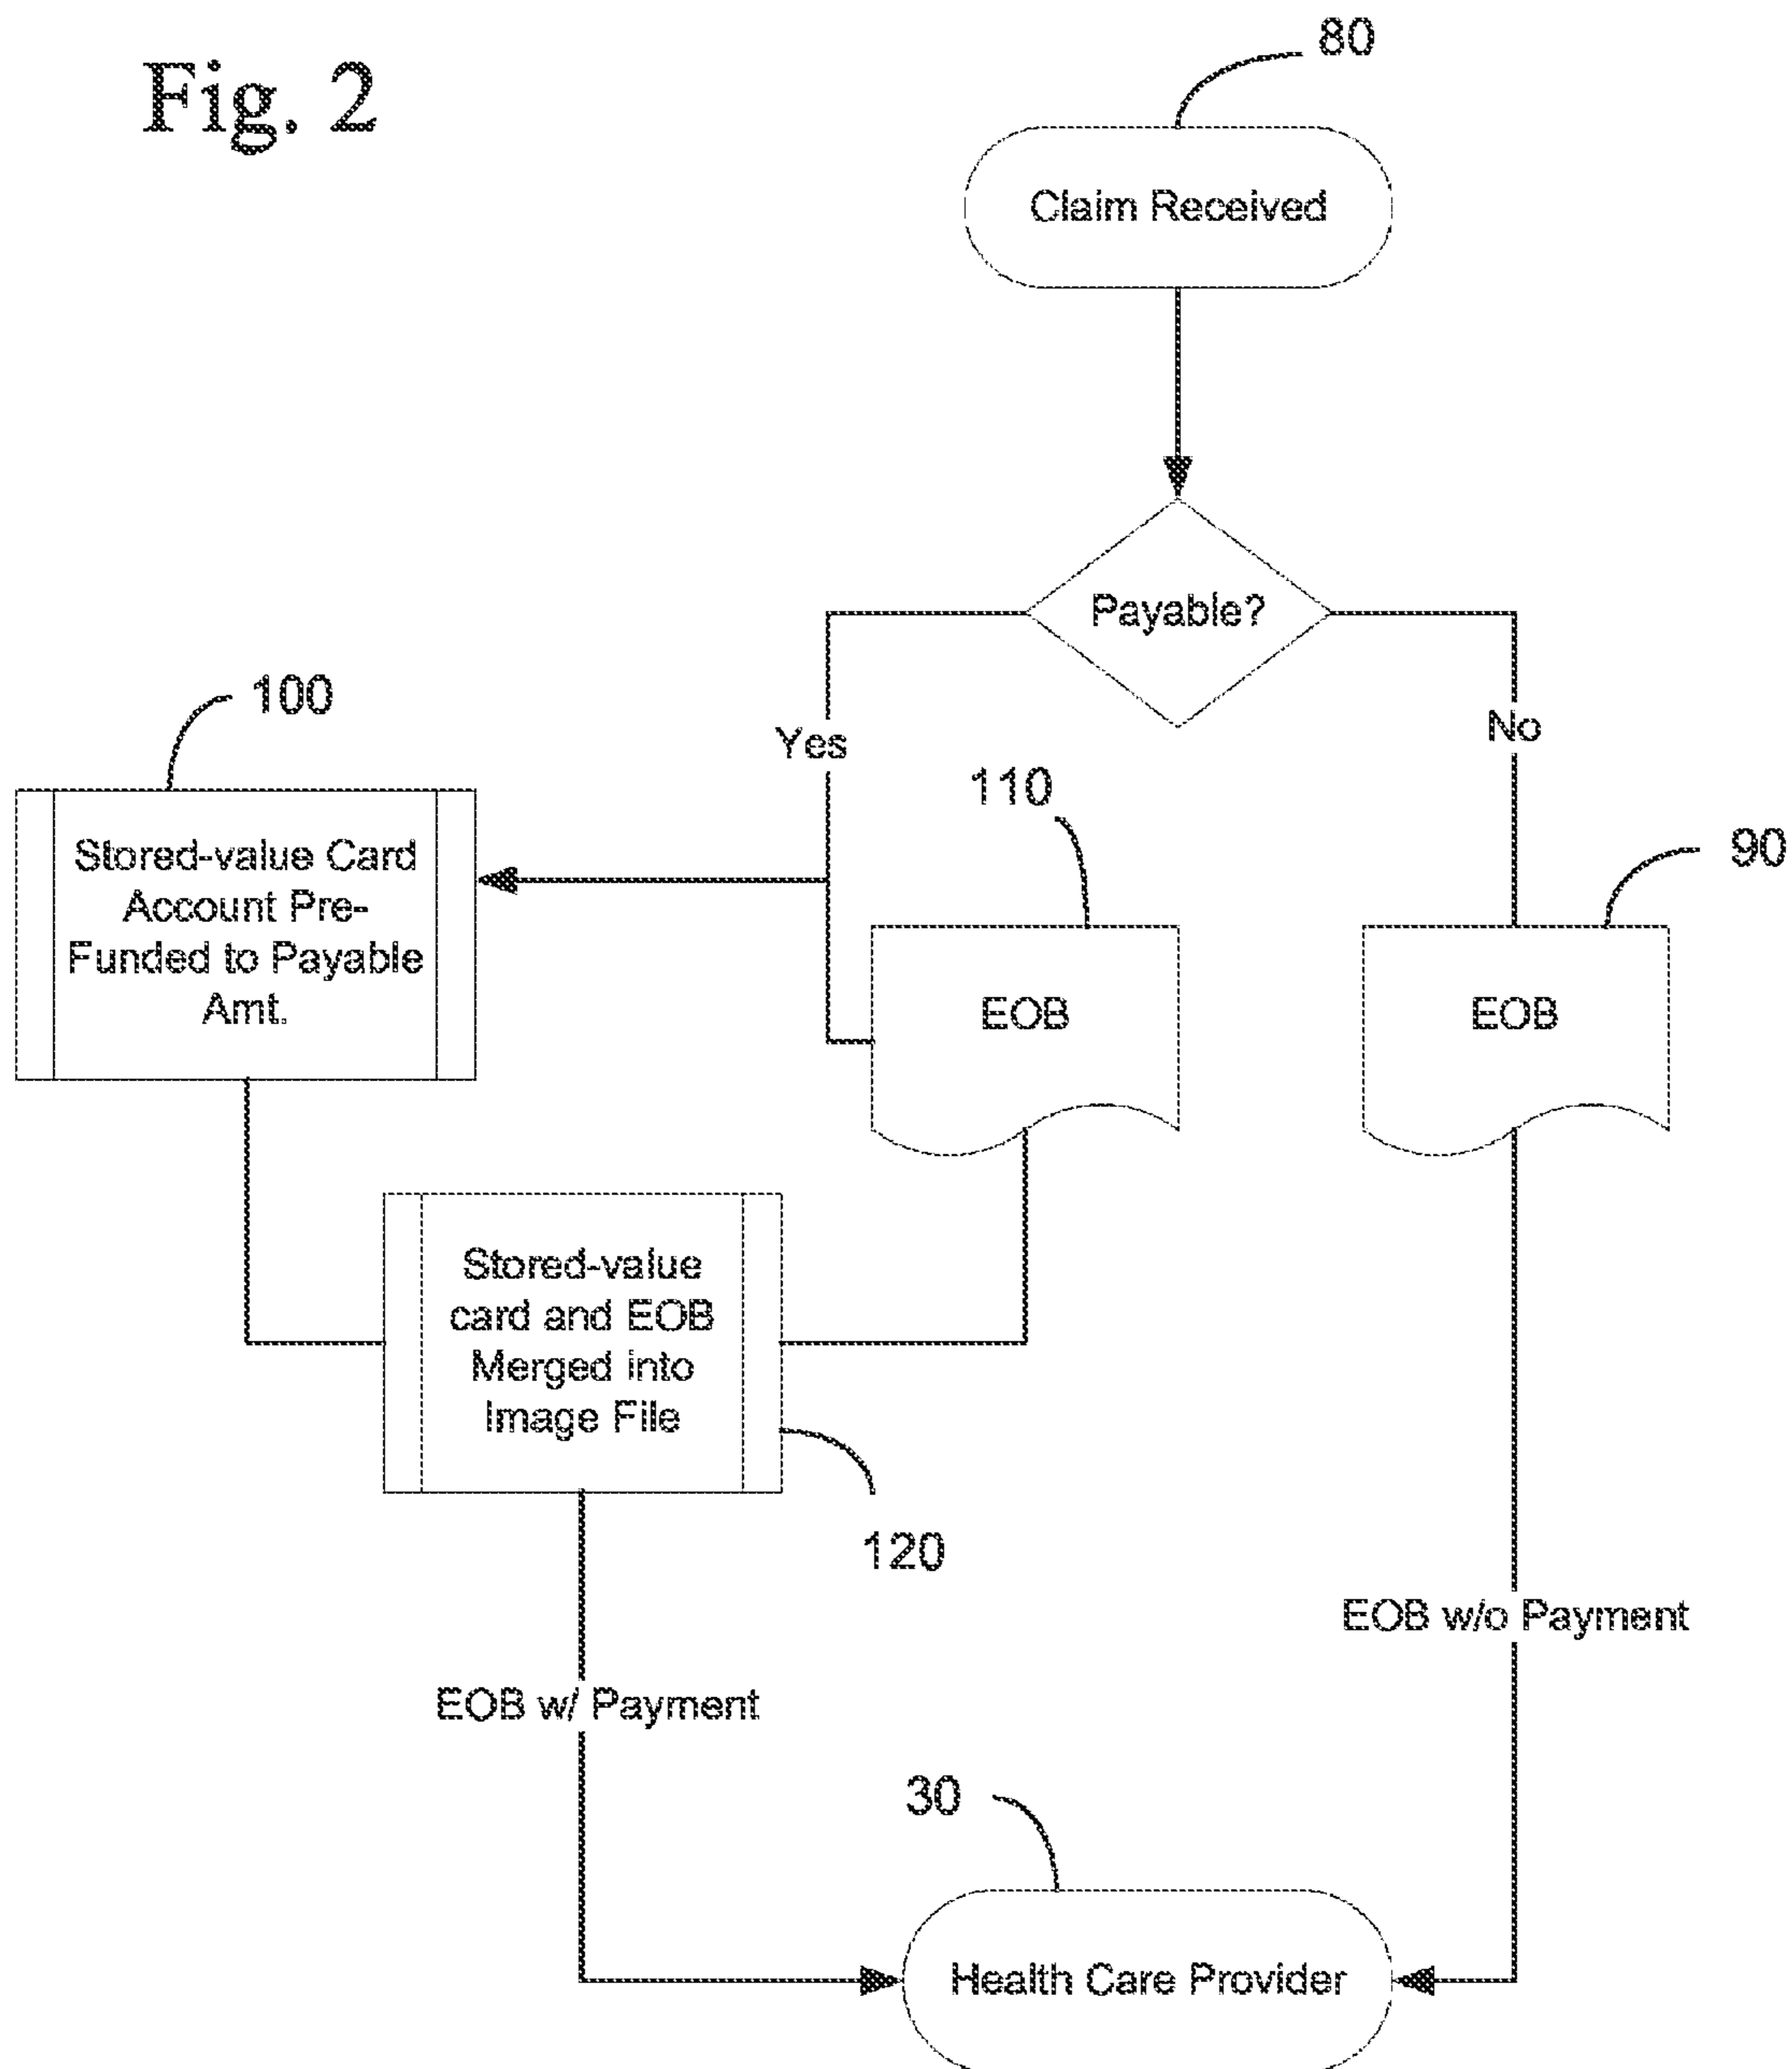 Fig. 2
80
Claim Received
Payable?
Yes
No
100
Stored-value Card
Account Pre-
Funded to Payable
Amt.
110
EOB
90
EOB
Stored-value
card and EOB
Merged into
Image File
120
EOB w/o Payment
EOB w/ Payment
30
Health Care Provider